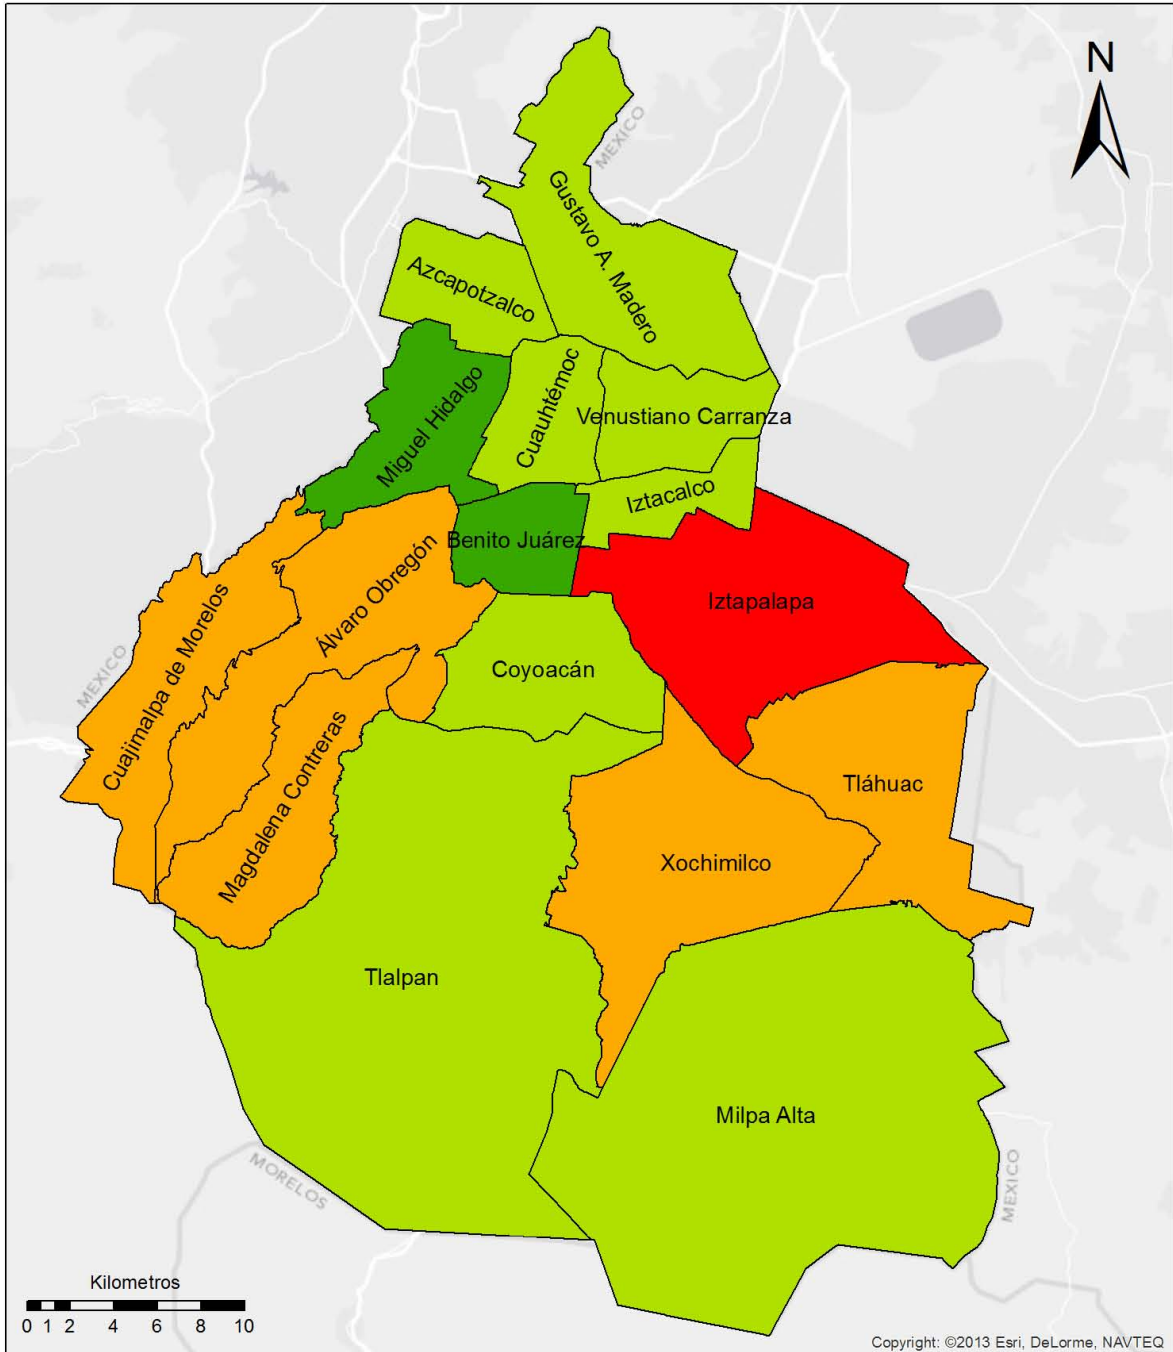 N
MEXICO
Gustavo A. Madero
Azcapotzalco
Miguel Hidalgo
Cuauhtémoc
Venustiano Carranza
Iztacalco
Benito Juárez
Iztapalapa
Cuajimalpa de Morelos
Álvaro Obregón
MEXICO
Coyoacán
Magdalena Contreras
Tláhuac
Xochimilco
Tlalpan
Milpa Alta
MORELOS
MEXICO
Kilometros
0 1 2 4 6 8 10
Copyright: ©2013 Esri, DeLorme, NAVTEQ